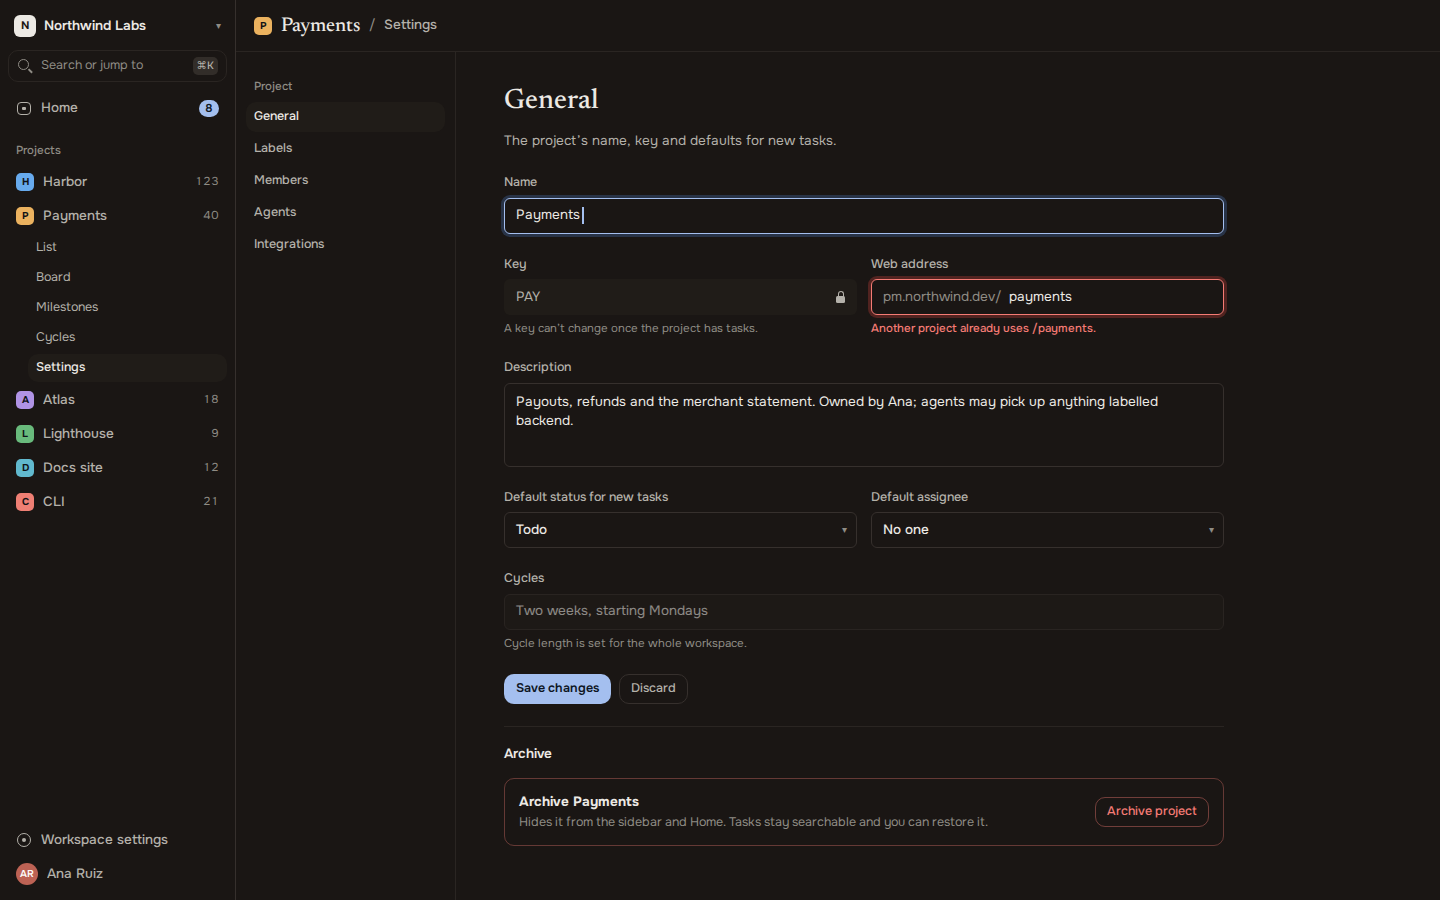 N Northwind Labs
Search or jump to ⌘K
Home 8
Projects
H Harbor 123
P Payments 40
List
Board
Milestones
Cycles
Settings
A Atlas 18
L Lighthouse 9
D Docs site 12
C CLI 21
Workspace settings
AR Ana Ruiz
P Payments / Settings
Project
General
Labels
Members
Agents
Integrations
General
The project's name, key and defaults for new tasks.
Name
Payments
Key
PAY
A key can't change once the project has tasks.
Web address
pm.northwind.dev/ payments
Another project already uses /payments.
Description
Payouts, refunds and the merchant statement. Owned by Ana; agents may pick up anything labelled
backend.
Default status for new tasks
Todo
Default assignee
No one
Cycles
Two weeks, starting Mondays
Cycle length is set for the whole workspace.
Save changes
Discard
Archive
Archive Payments
Hides it from the sidebar and Home. Tasks stay searchable and you can restore it.
Archive project